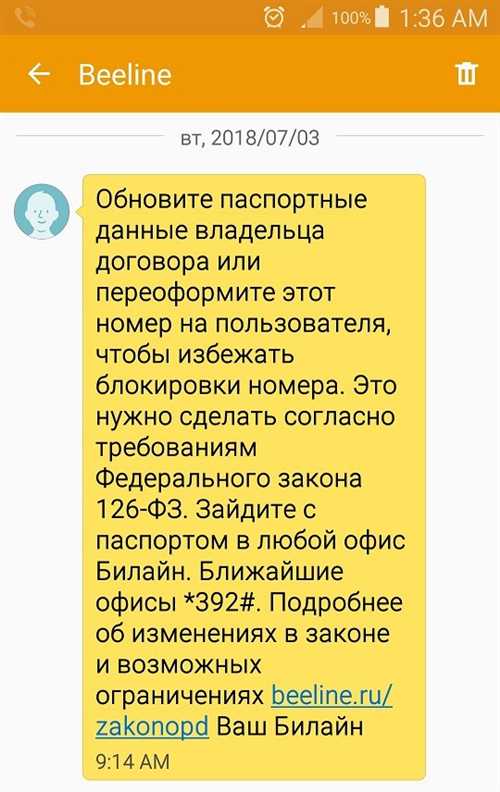 100% 1:36 AM
Beeline
вт, 2018/07/03
Обновите паспортные
данные владельца
договора или
переоформите этот
номер на пользователя,
чтобы избежать
блокировки номера. Это
нужно сделать согласно
требованиям
Федерального закона
126-ФЗ. Зайдите с
паспортом в любой офис
Билайн. Ближайшие
офисы *392#. Подробнее
об изменениях в законе
и возможных
ограничениях beeline.ru/
zakonopd Ваш Билайн
9:14 AM